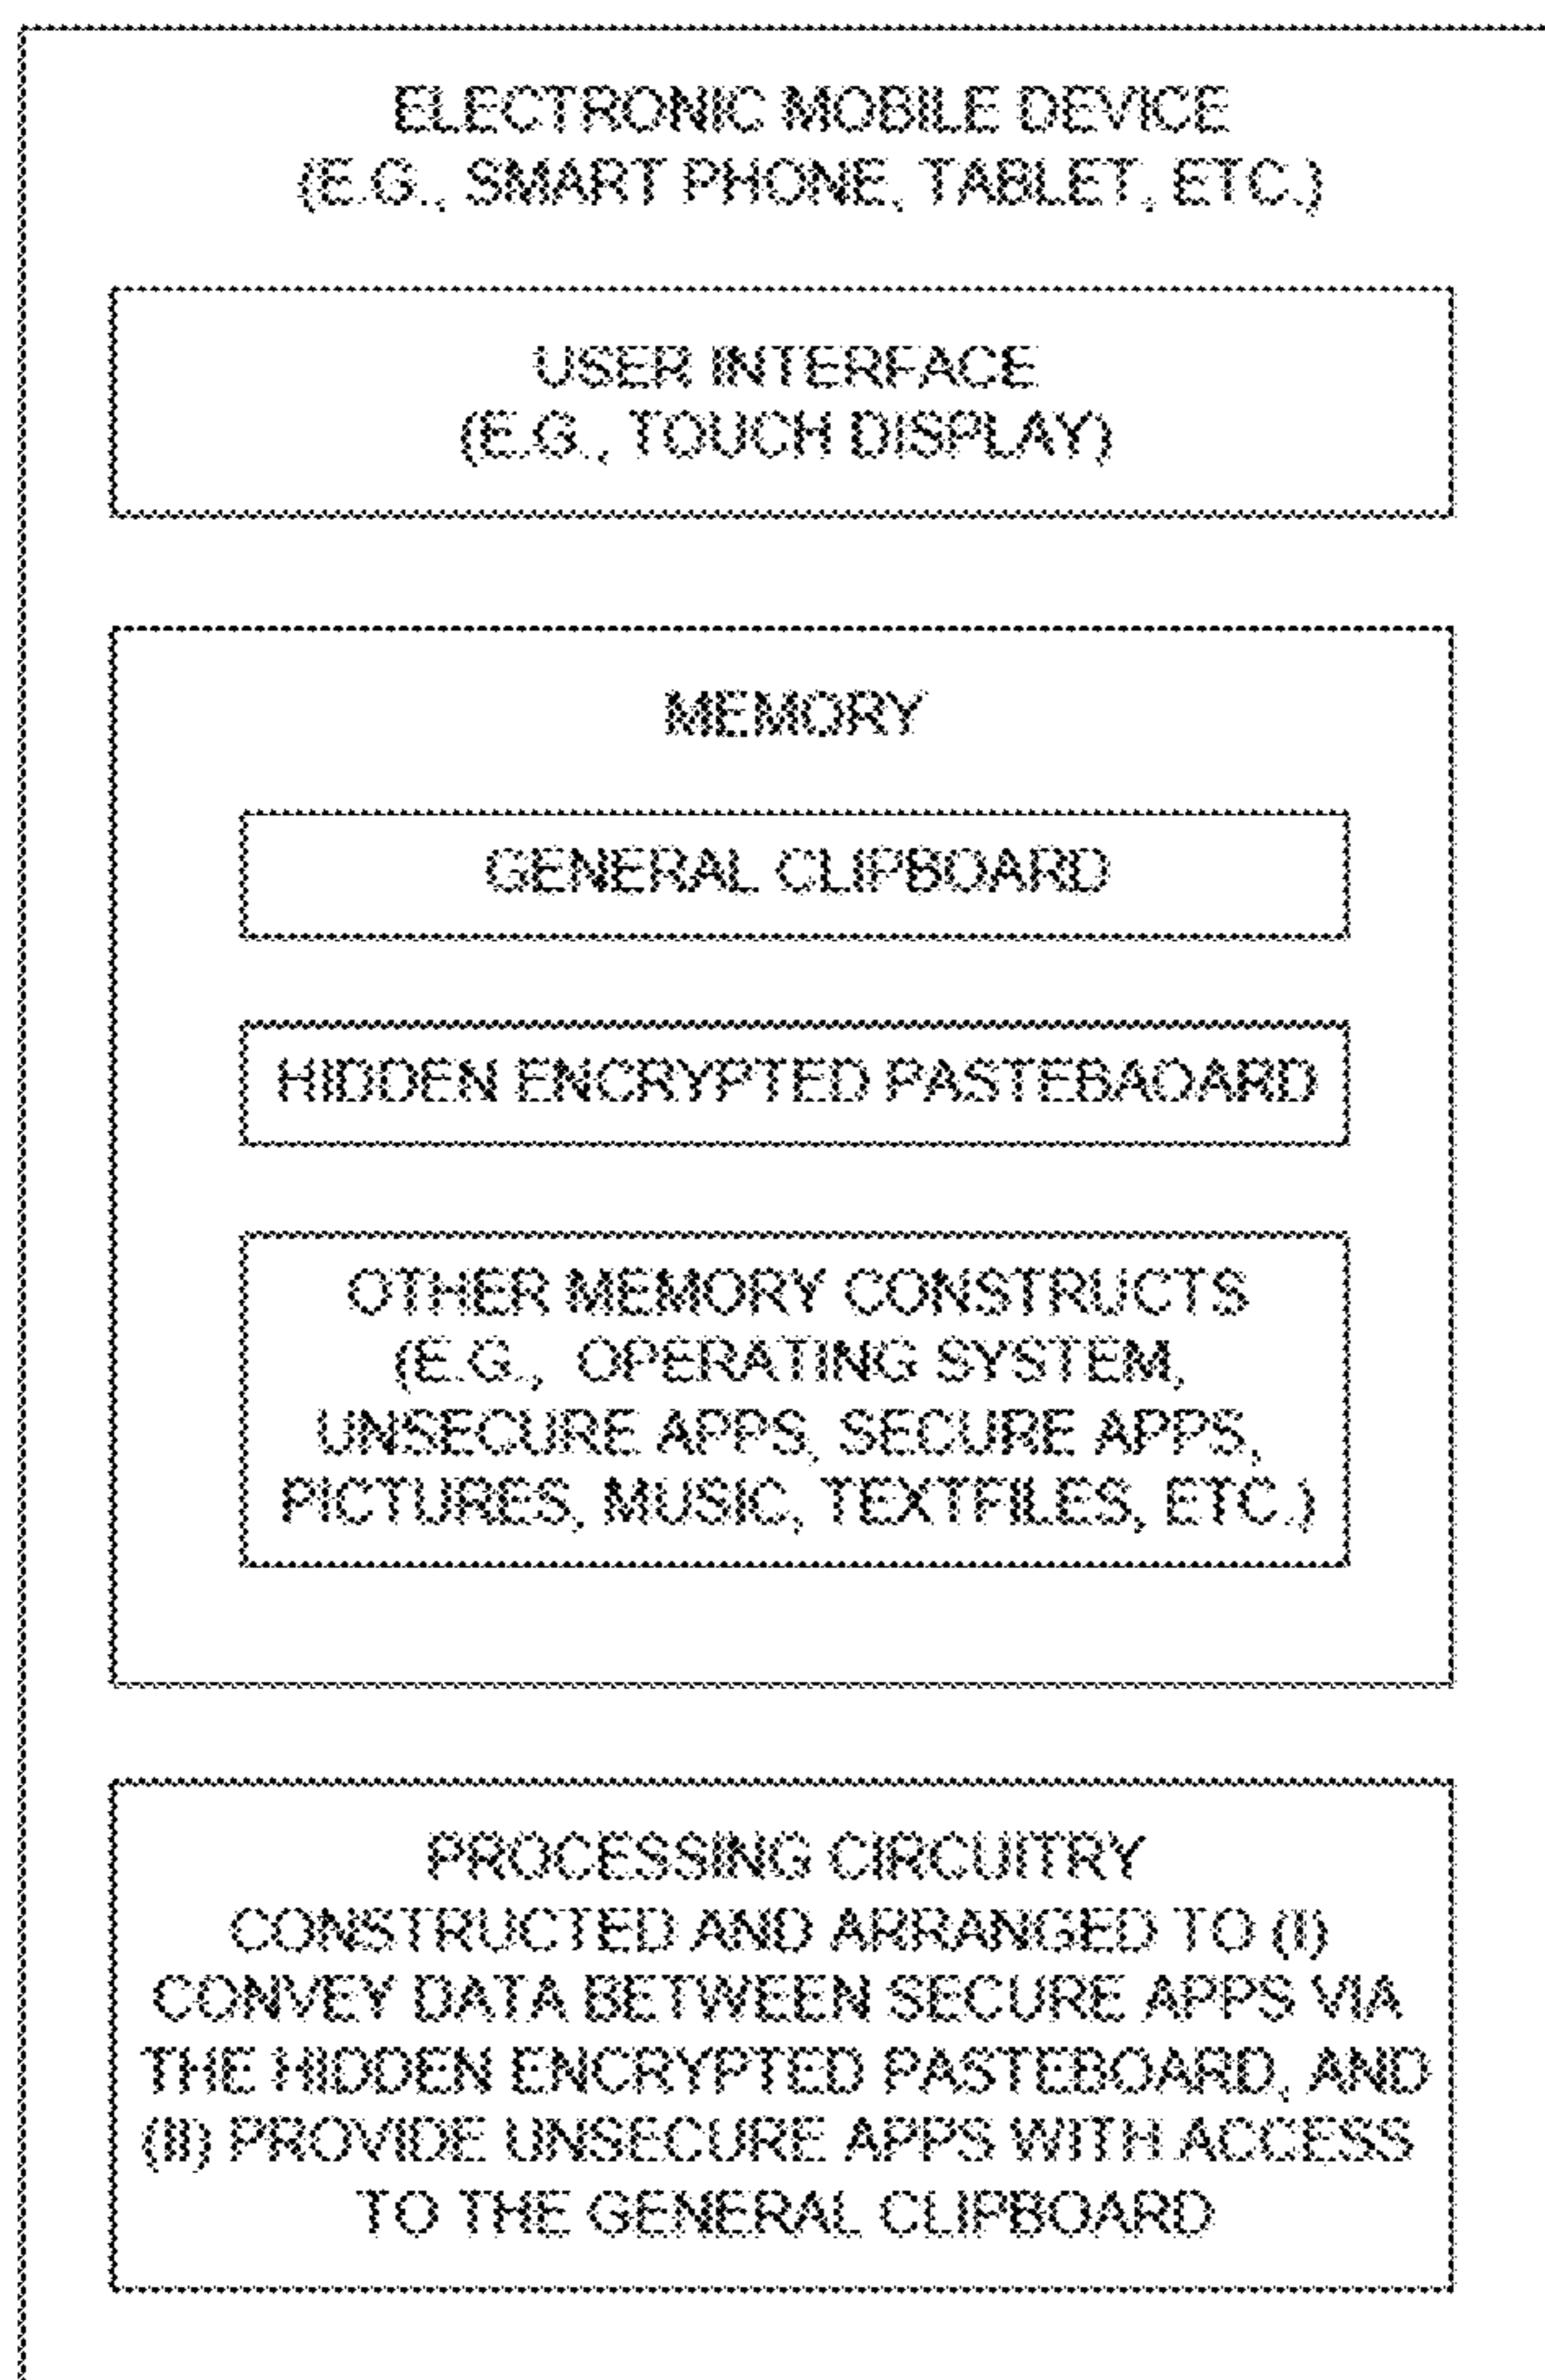 ELECTRONIC MOBILE DEVICE
(E.G., SMART PHONE, TABLET, ETC.)
USER INTERFACE
(E.G., TOUCH DISPLAY)
MEMORY
GENERAL CLIPBOARD
HIDDEN ENCRYPTED PASTEBAOARD
OTHER MEMORY CONSTRUCTS
(E.G., OPERATING SYSTEM,
UNSECURE APPS, SECURE APPS,
PICTURES, MUSIC, TEXTFILES, ETC.)
PROCESSING CIRCUITRY
CONSTRUCTED AND ARRANGED TO (I)
CONVEY DATA BETWEEN SECURE APPS VIA
THE HIDDEN ENCRYPTED PASTEBOARD, AND
(II) PROVIDE UNSECURE APPS WITH ACCESS
TO THE GENERAL CLIPBOARD